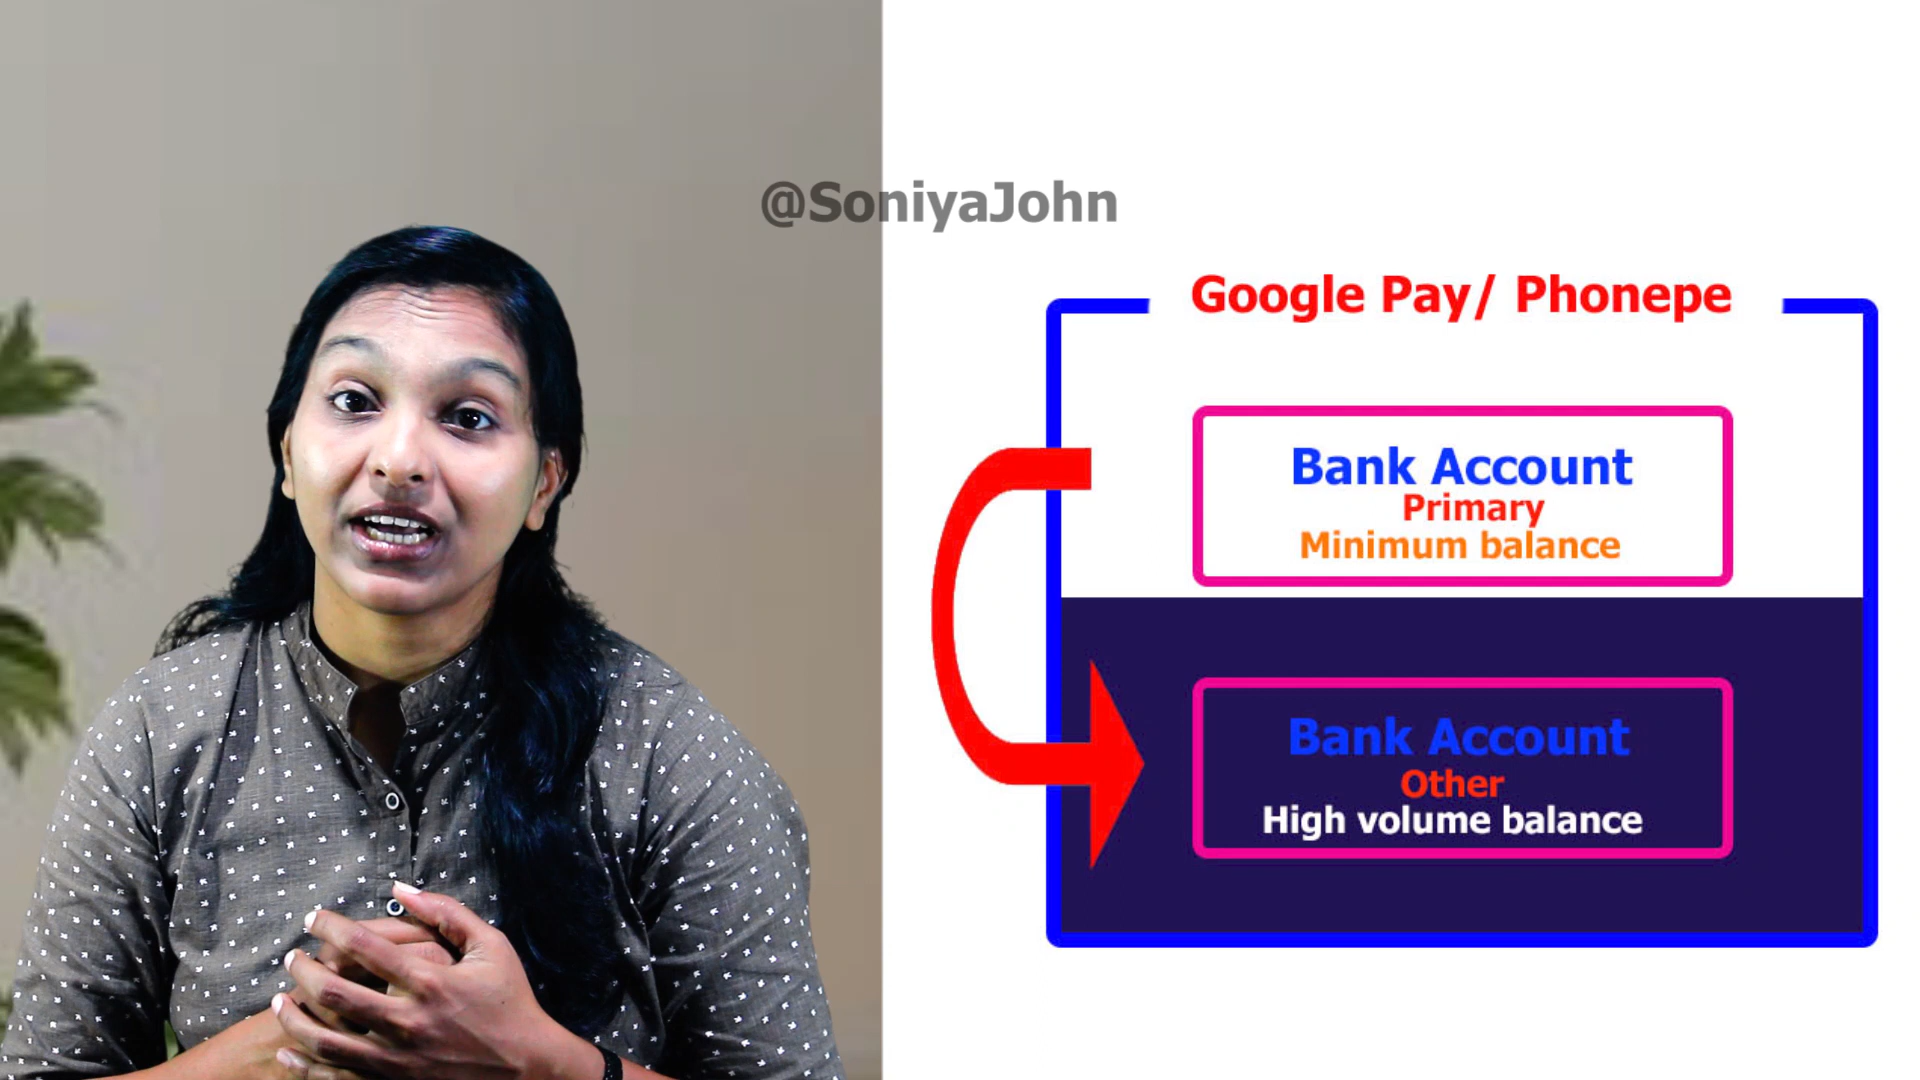 @SoniyaJohn
Google Pay/ Phonepe
Bank Account
Primary
Minimum balance
Bank Account
Other
High volume balance